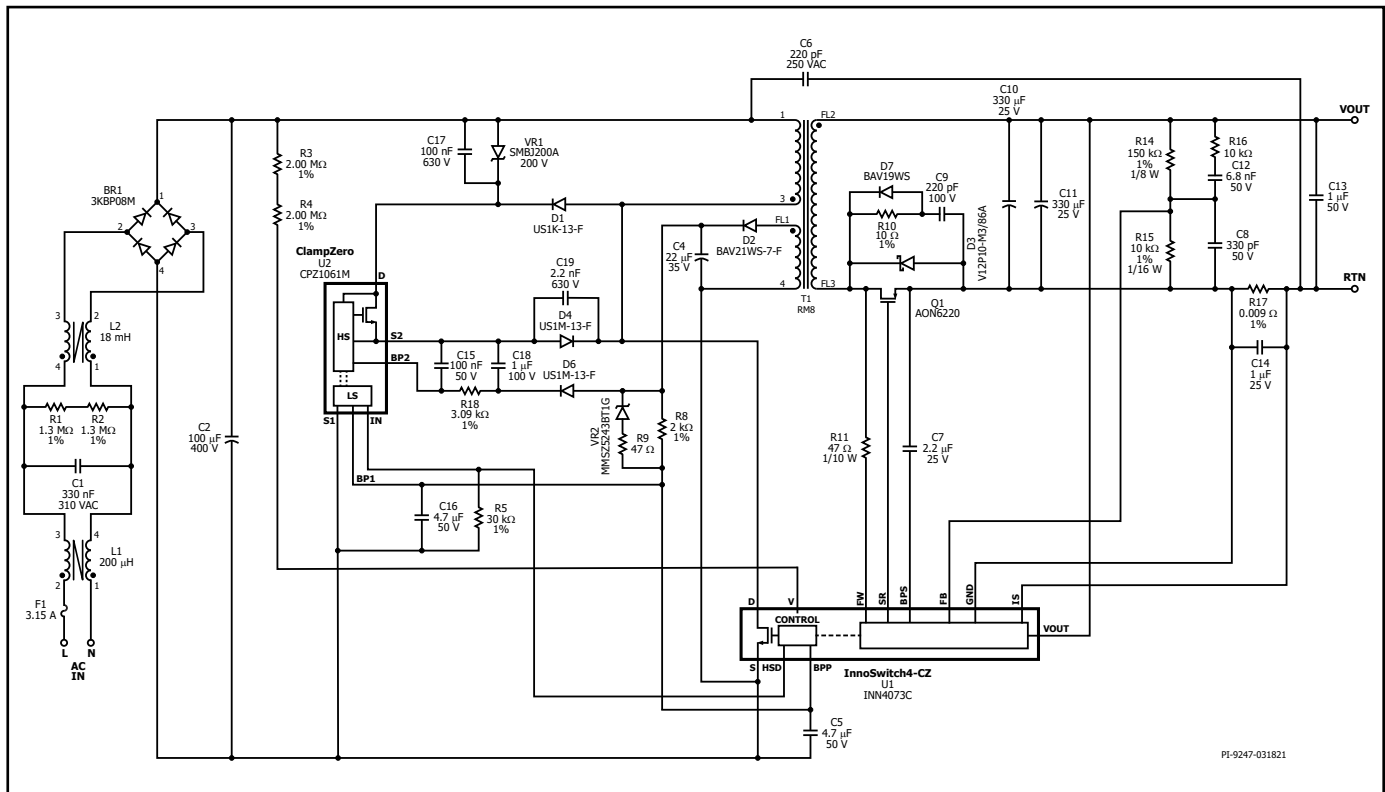 C6
220 pF
250 VAC
C10
330 µF
25 V
VOUT
1
FL2
C17
100 nF
630 V
VR1
SMBJ200A
200 V
R3
2.00 MΩ
1%
R14
150 kΩ
1%
1/8 W
R16
10 kΩ
C12
6.8 nF
50 V
D7
BAV19WS
C9
220 pF
100 V
BR1
3KBP08M
1
2
3
4
R4
2.00 MΩ
1%
C11
330 µF
25 V
C13
1 µF
50 V
3
D1
US1K-13-F
FL1
R10
10 Ω
1%
D3
V12P10-M3/86A
C4
22 µF
35 V
D2
BAV21WS-7-F
R15
10 kΩ
1%
1/16 W
C8
330 pF
50 V
ClampZero
U2
CPZ1061M
D
C19
2.2 nF
630 V
4
FL3
RTN
T1
RM8
Q1
AON6220
R17
0.009 Ω
1%
3
2
L2
18 mH
4
1
HS
S2
D4
US1M-13-F
BP2
C15
100 nF
50 V
C18
1 µF
100 V
D6
US1M-13-F
C14
1 µF
25 V
LS
S1
IN
R18
3.09 kΩ
1%
R1
1.3 MΩ
1%
R2
1.3 MΩ
1%
C2
100 µF
400 V
VR2
MMSZ5243BT1G
R9
47 Ω
R8
2 kΩ
1%
R11
47 Ω
1/10 W
C7
2.2 µF
25 V
C1
330 nF
310 VAC
BP1
C16
4.7 µF
50 V
R5
30 kΩ
1%
3
4
L1
200 µH
2
1
F1
3.15 A
L
N
AC
IN
D
V
FW
SR
BPS
FB
GND
IS
CONTROL
VOUT
S
HSD
BPP
InnoSwitch4-CZ
U1
INN4073C
C5
4.7 µF
50 V
PI-9247-031821